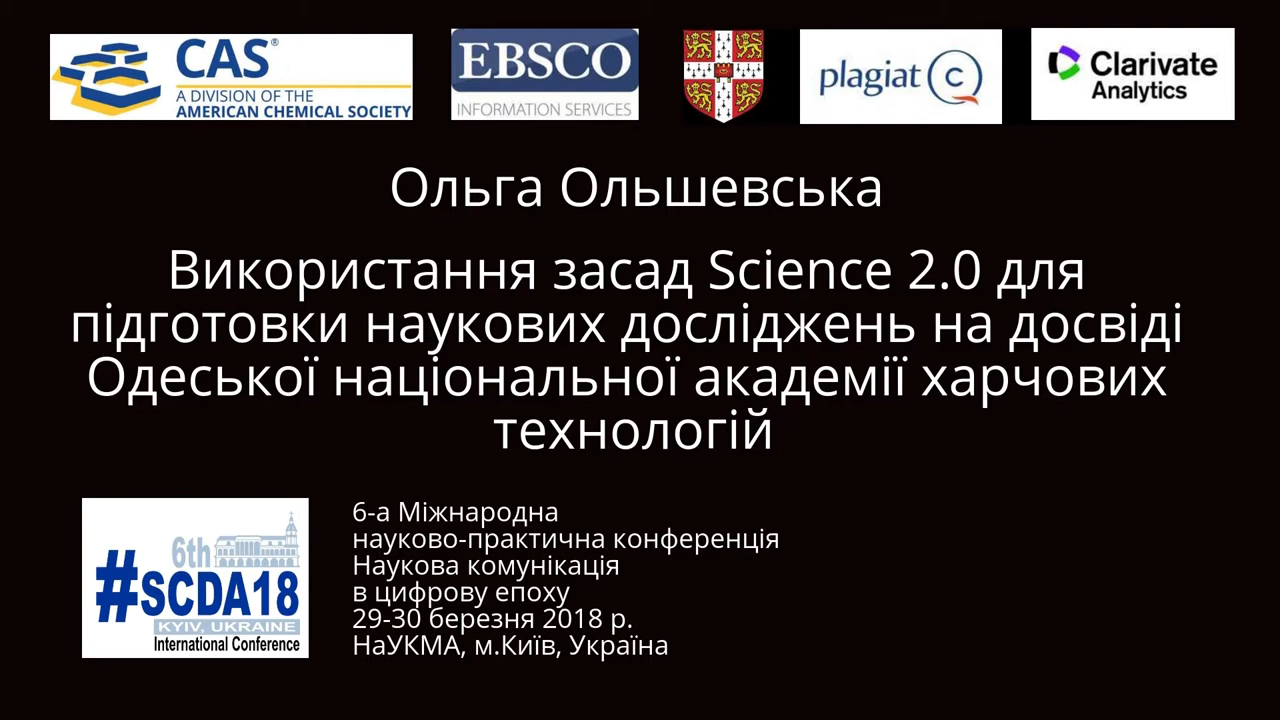 CAS®
A DIVISION OF THE
AMERICAN CHEMICAL SOCIETY
EBSCO
INFORMATION SERVICES
plagiat c
Clarivate
Analytics
Ольга Ольшевська
Використання засад Science 2.0 для
підготовки наукових досліджень на досвіді
Одеської національної академії харчових
технологій
6th
#SCDA18
KYIV, UKRAINE
International Conference
6-а Міжнародна
науково-практична конференція
Наукова комунікація
в цифрову епоху
29-30 березня 2018 р.
НаУКМА, м.Київ, Україна